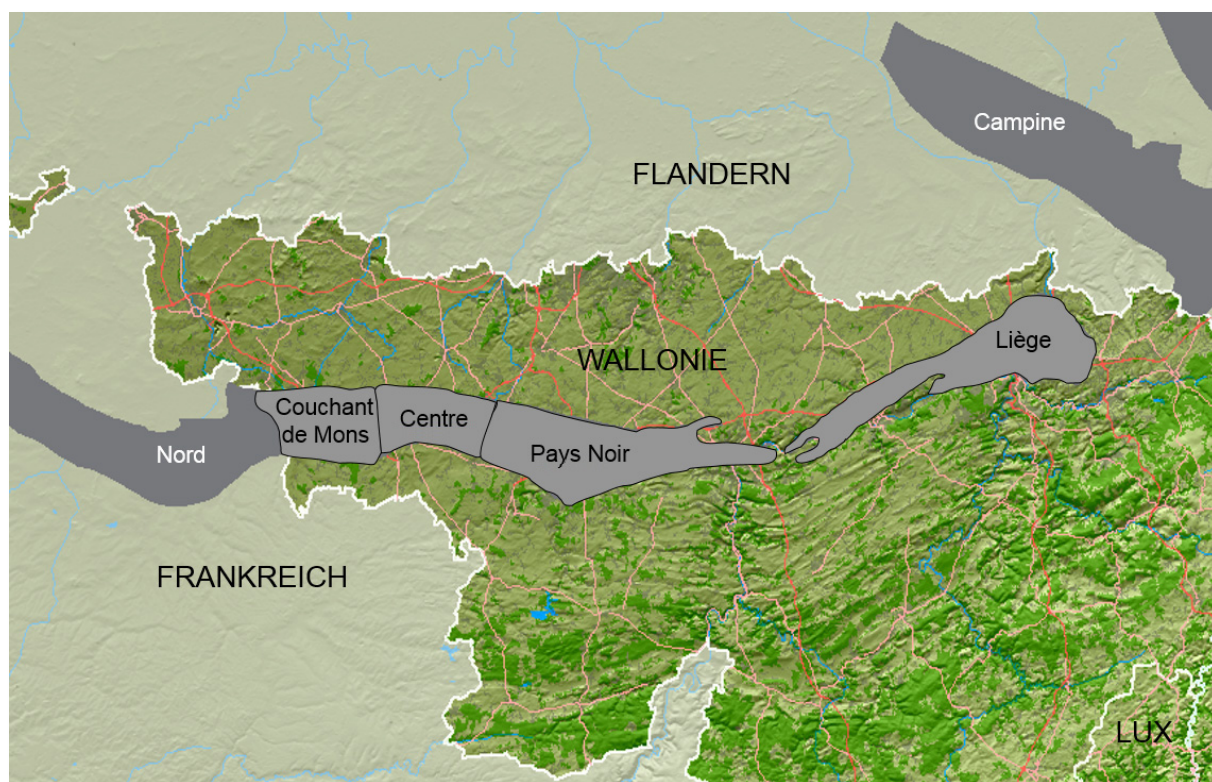 Campine
FLANDERN
WALLONIE
Liège
Couchant
de Mons
Centre
Pays Noir
Nord
FRANKREICH
LUX